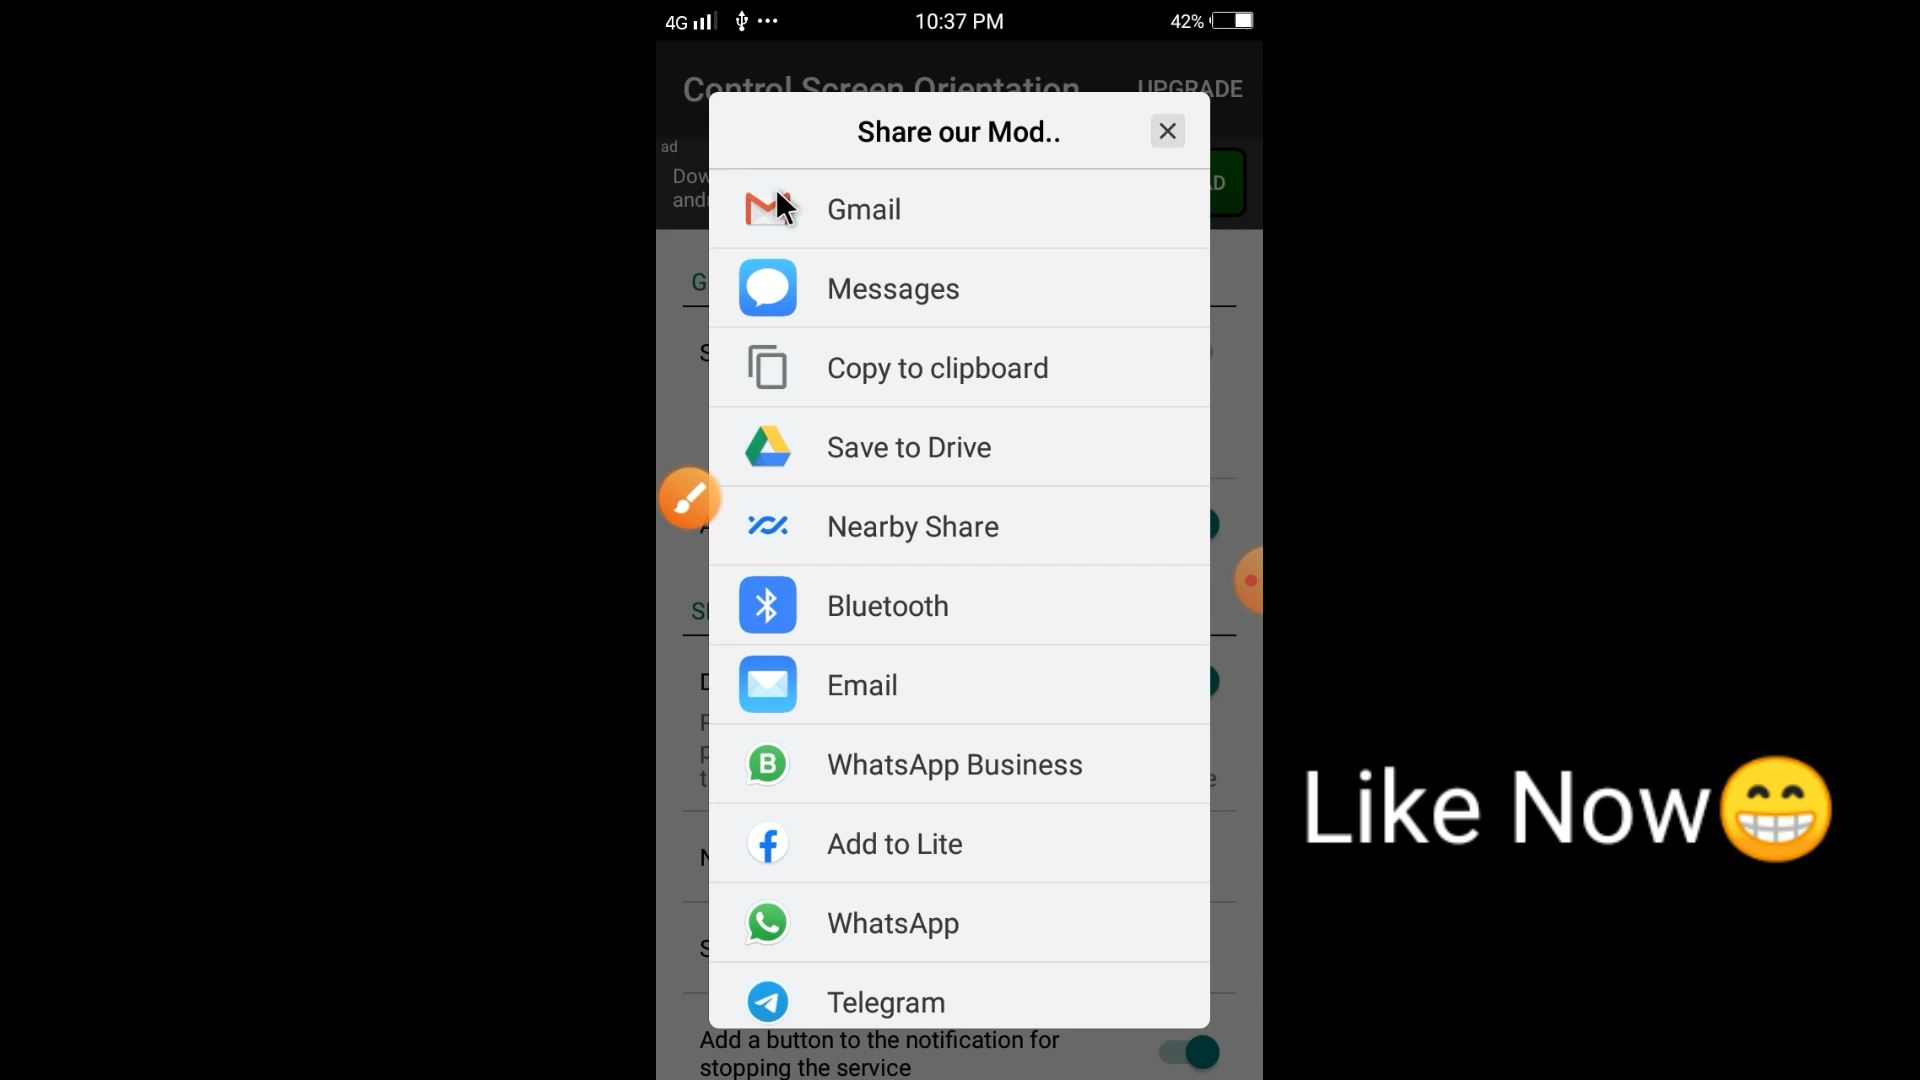 4G 10:37 PM 42%
Control Screen Orientation UPGRADE
Share our Mod..
ad
Gmail
Messages
Copy to clipboard
Save to Drive
Nearby Share
Bluetooth
Email
WhatsApp Business
Add to Lite
WhatsApp
Telegram
Add a button to the notification for
stopping the service
Like Now😁